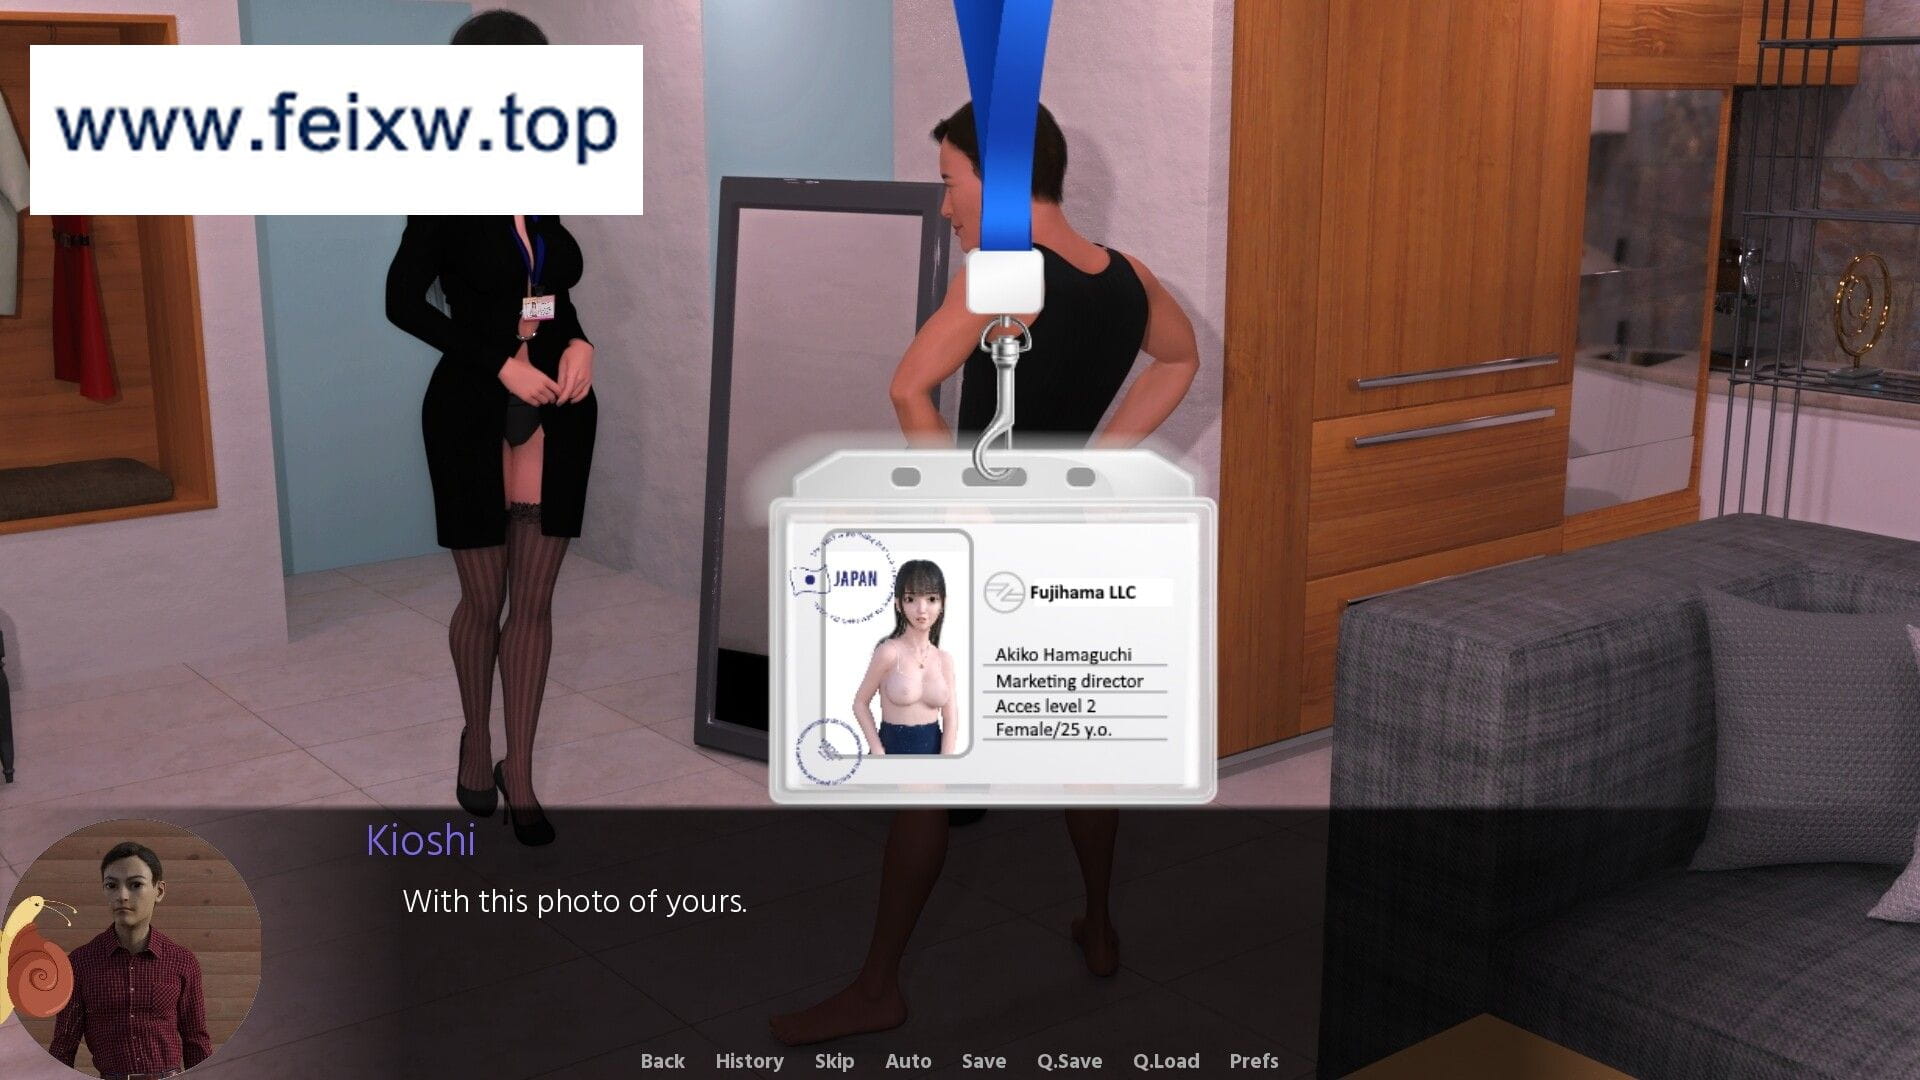 www.feixw.top
JAPAN
Fujihama LLC
Akiko Hamaguchi
Marketing director
Acces level 2
Female/25 y.o.
Kioshi
With this photo of yours.
Back History Skip Auto Save Q.Save Q.Load Prefs